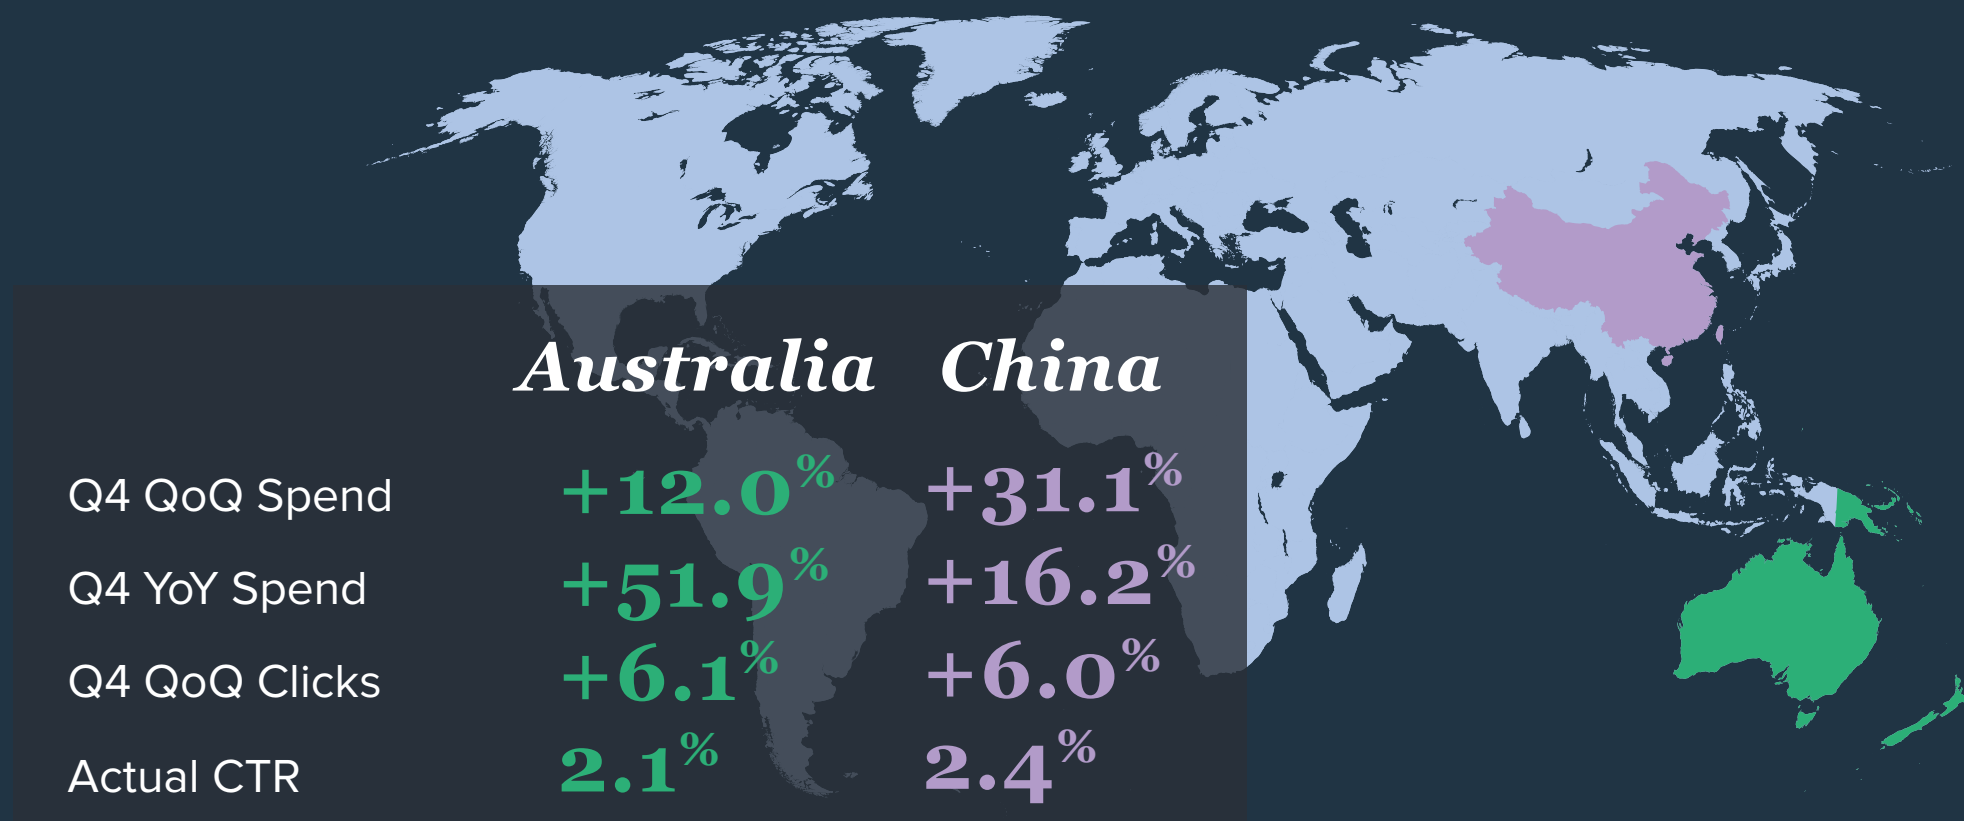 Australia China
Q4 QoQ Spend +12.0% +31.1%
Q4 YoY Spend +51.9% +16.2%
Q4 QoQ Clicks +6.1% +6.0%
Actual CTR 2.1% 2.4%